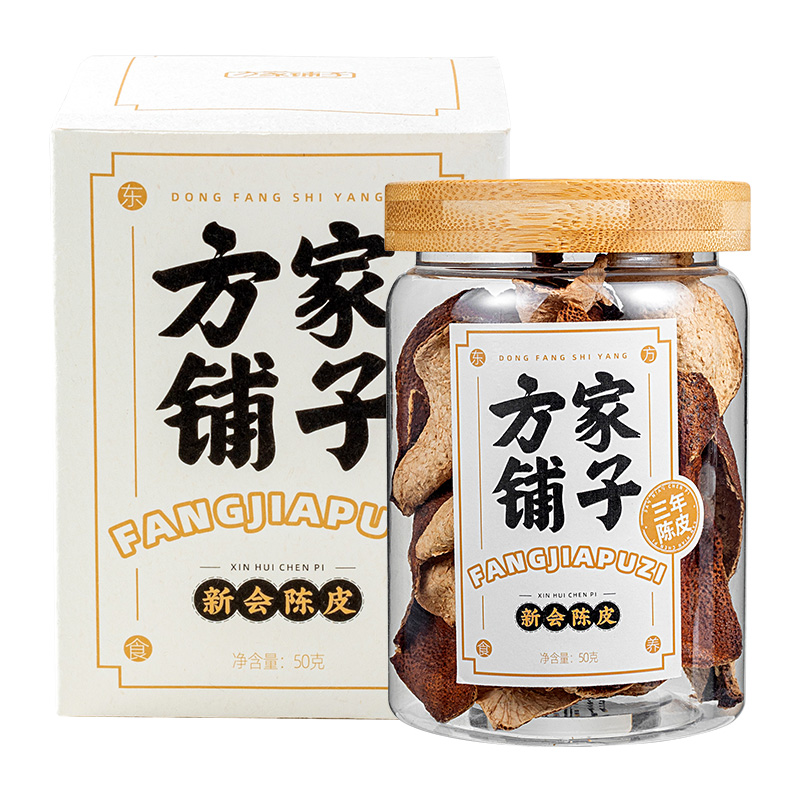 方家铺子
东
DONG FANG SHI YANG
方家
铺子
FANGJIAPU
XIN HUI CHEN PI
新会陈皮
食
净含量：50克
东
DONG FANG SHI YANG
方
方家
铺子
三年
陈皮
FANGJIAPUZI
XIN HUI CHEN PI
新会陈皮
食
净含量：50克
养